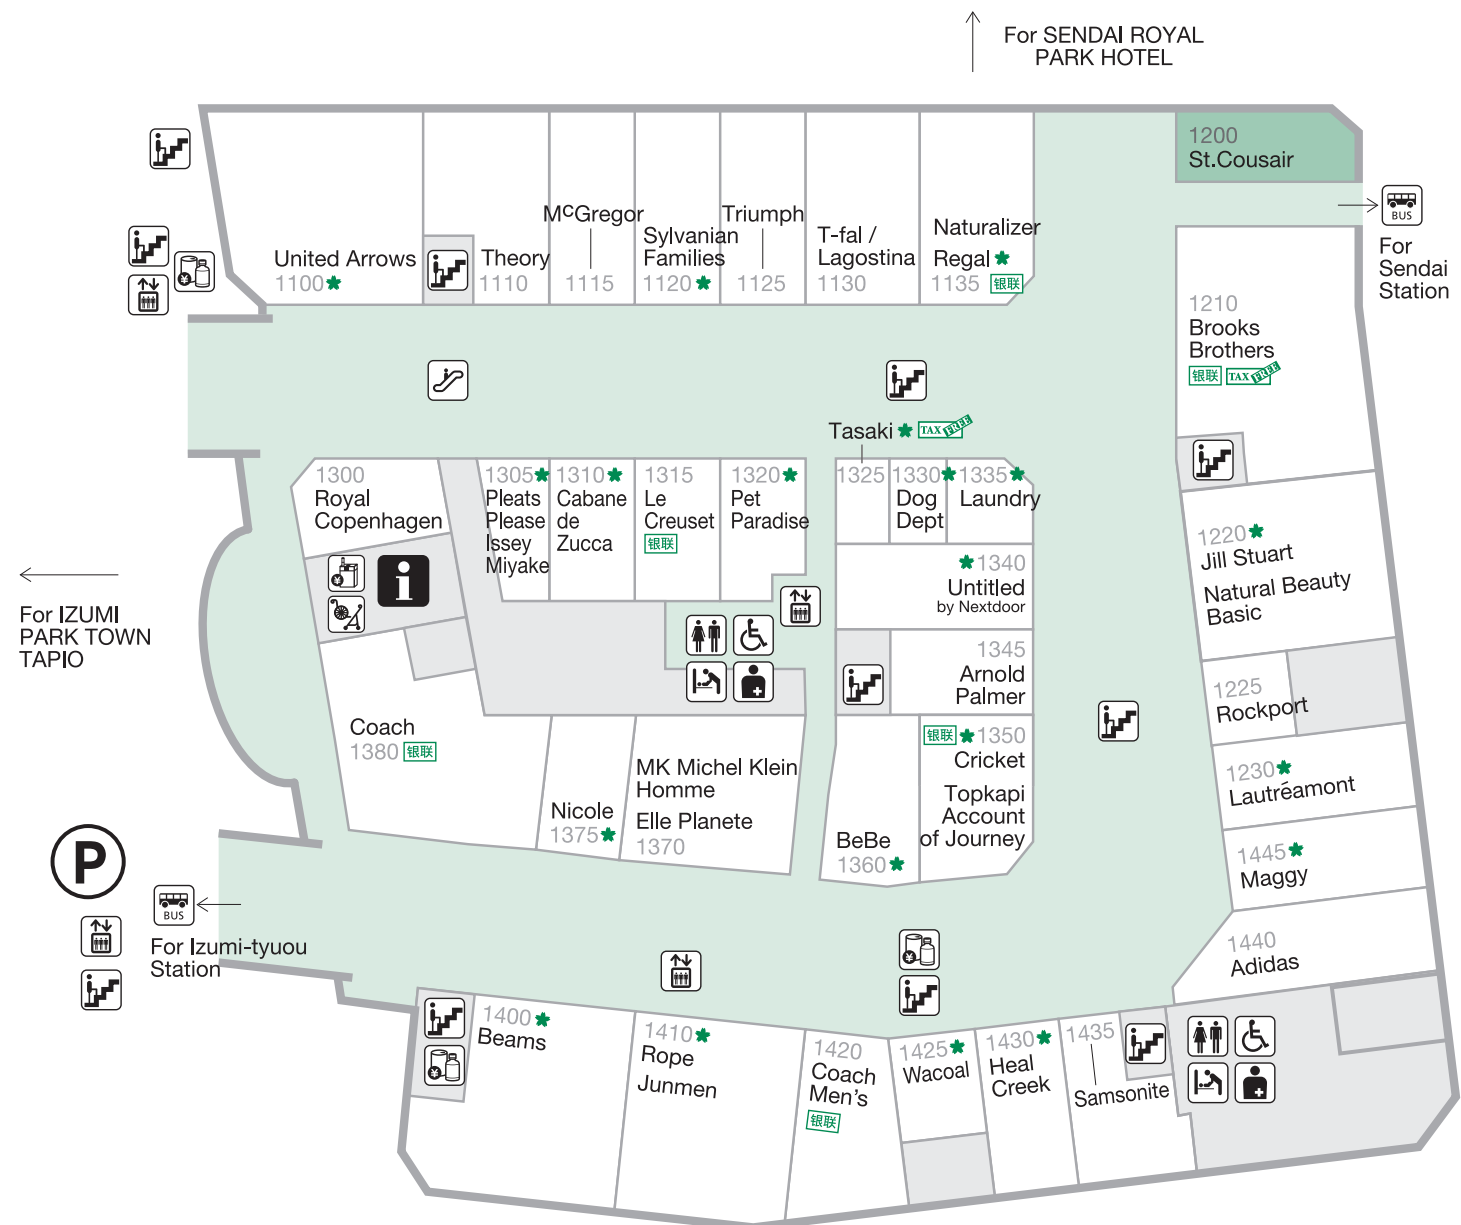 For SENDAI ROYAL
PARK HOTEL
1200
St.Cousair
BUS
For
Sendai
Station
United Arrows
1100
Theory
1110
McGregor
1115
Sylvanian
Families
1120
Triumph
1125
T-fal /
Lagostina
1130
Naturalizer
Regal
1135 银联
1210
Brooks
Brothers
银联 TAX FREE
Tasaki TAX FREE
1300
Royal
Copenhagen
1305
Pleats
Please
Issey
Miyake
1310
Cabane
de
Zucca
1315
Le
Creuset
银联
1320
Pet
Paradise
1325
1330
Dog
Dept
1335
Laundry
1340
Untitled
by Nextdoor
1345
Arnold
Palmer
银联 1350
Cricket
Topkapi
Account
of Journey
1220
Jill Stuart
Natural Beauty
Basic
1225
Rockport
1230
Lautréamont
1445
Maggy
1440
Adidas
For IZUMI
PARK TOWN
TAPIO
i
Coach
1380 银联
Nicole
1375
MK Michel Klein
Homme
Elle Planete
1370
BeBe
1360
P
BUS
For Izumi-tyuou
Station
1400
Beams
1410
Rope
Junmen
1420
Coach
Men's
银联
1425
Wacoal
1430
Heal
Creek
1435
Samsonite